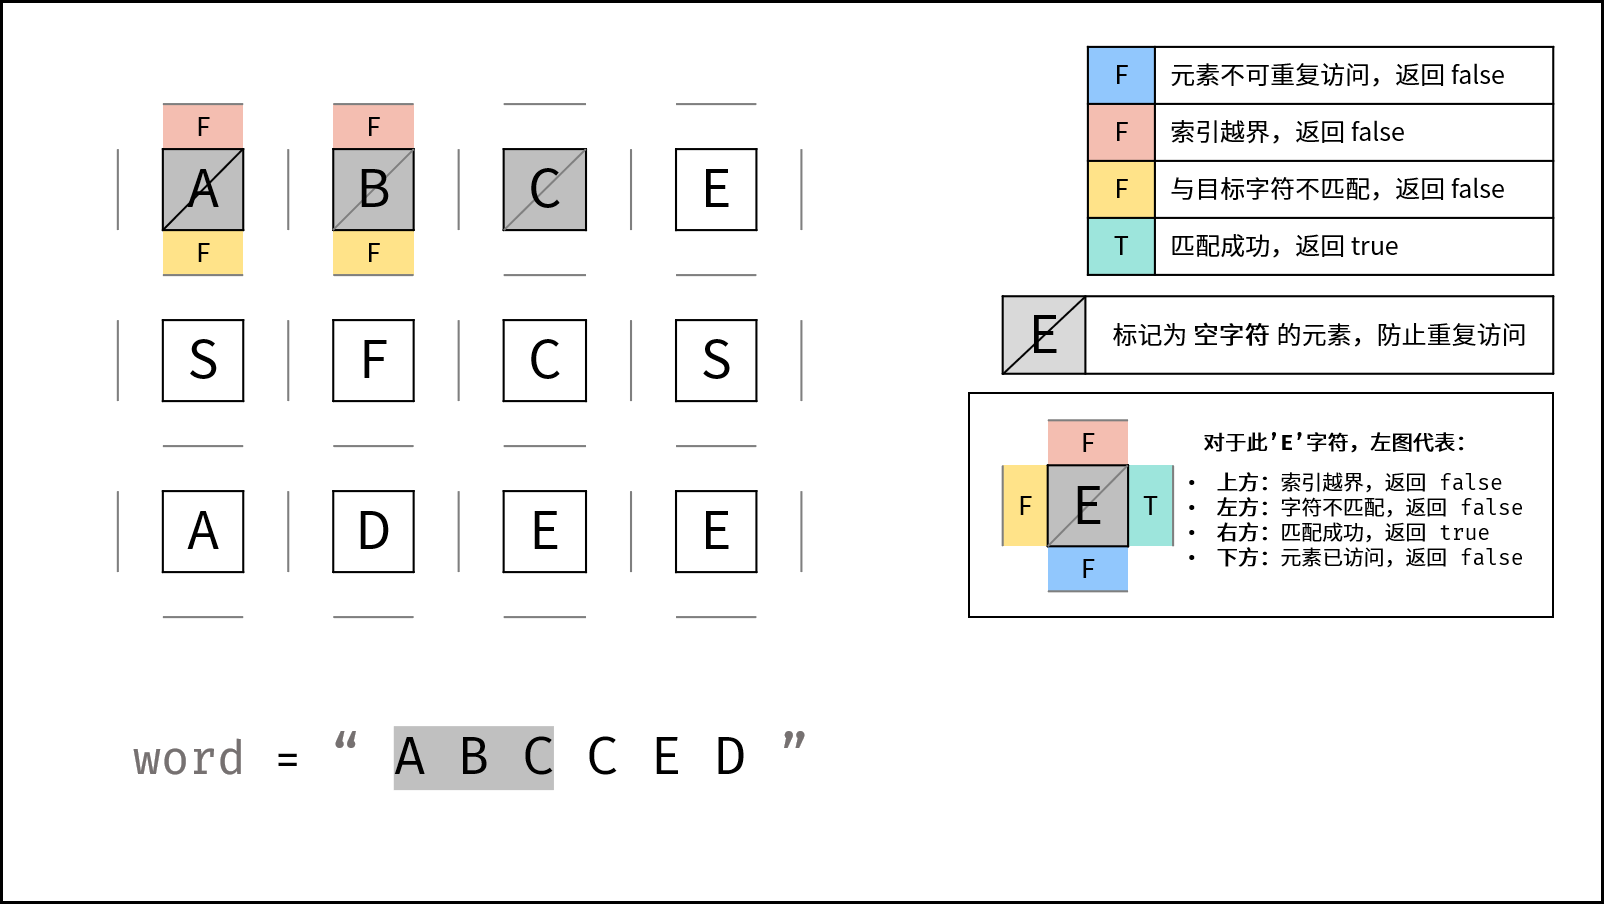 F F
A B C E
F F
S F C S
A D E E
word = “ A B C C E D ”
F 元素不可重复访问，返回 false
F 索引越界，返回 false
F 与目标字符不匹配，返回 false
T 匹配成功，返回 true
E 标记为 空字符 的元素，防止重复访问
F
F E T
F
对于此'E'字符，左图代表：
• 上方：索引越界，返回 false
• 左方：字符不匹配，返回 false
• 右方：匹配成功，返回 true
• 下方：元素已访问，返回 false